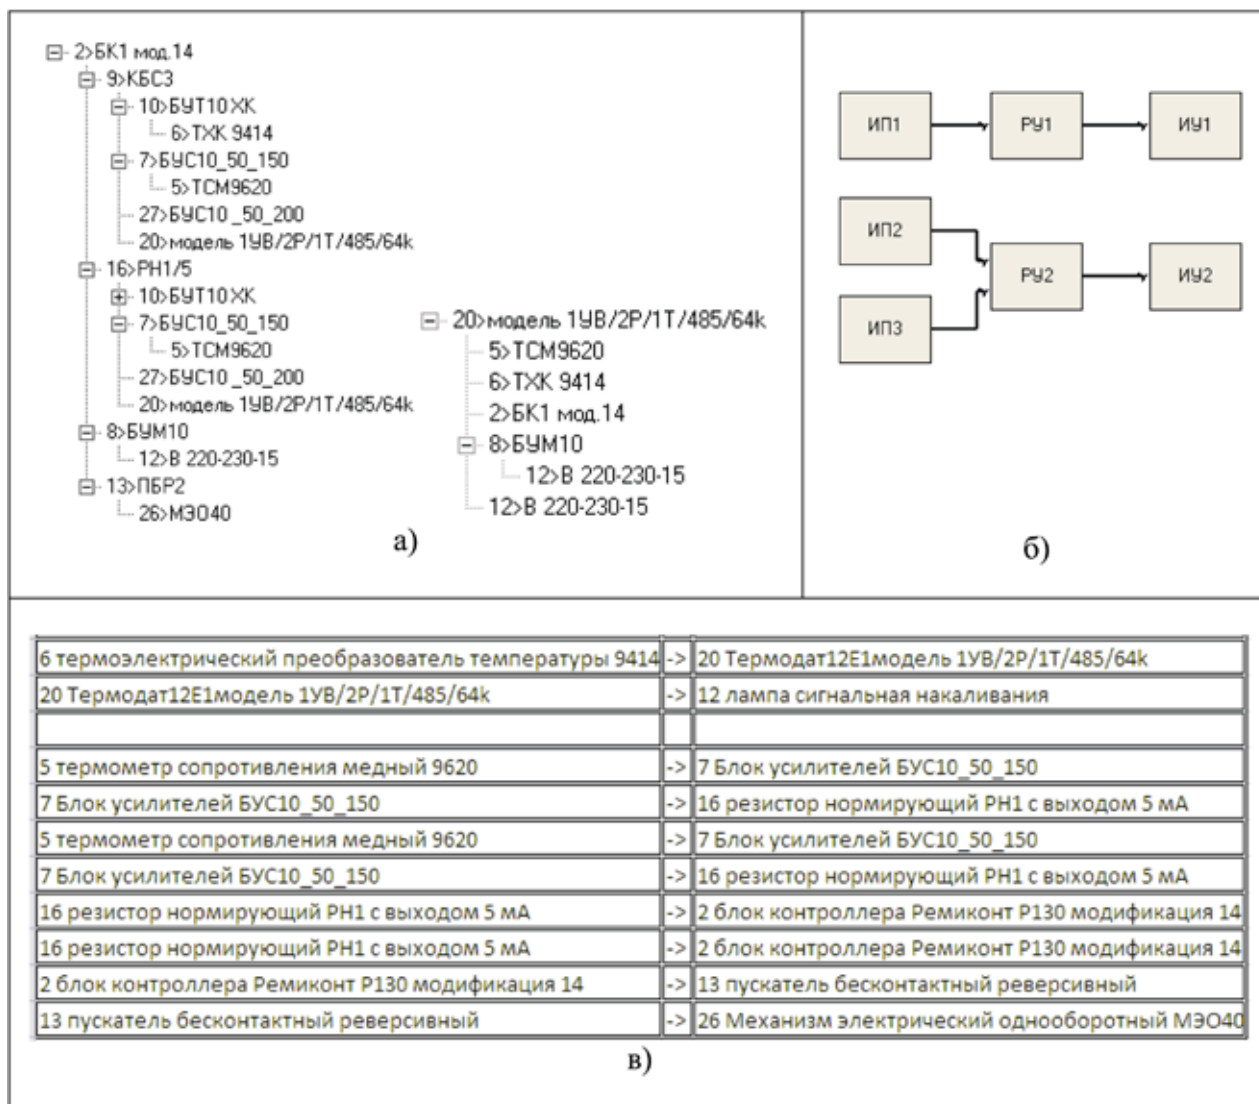 2>БК1 мод.14
9>КБС3
10>БУТ10 ХК
6>ТХК 9414
7>БУС10_50_150
5>ТСМ9620
27>БУС10 _50_200
20>модель 1УВ/2Р/1Т/485/64k
16>РН1/5
10>БУТ10 ХК
7>БУС10_50_150
5>ТСМ9620
27>БУС10 _50_200
20>модель 1УВ/2Р/1Т/485/64k
8>БУМ10
12>В 220-230-15
13>ПБР2
26>МЭО40
20>модель 1УВ/2Р/1Т/485/64k
5>ТСМ9620
6>ТХК 9414
2>БК1 мод.14
8>БУМ10
12>В 220-230-15
12>В 220-230-15
а)
ИП1 РУ1 ИУ1
ИП2
РУ2 ИУ2
ИП3
б)
6 термоэлектрический преобразователь температуры 9414 -> 20 Термодат12Е1модель 1УВ/2Р/1Т/485/64k
20 Термодат12Е1модель 1УВ/2Р/1Т/485/64k -> 12 лампа сигнальная накаливания
5 термометр сопротивления медный 9620 -> 7 Блок усилителей БУС10_50_150
7 Блок усилителей БУС10_50_150 -> 16 резистор нормирующий РН1 с выходом 5 мА
5 термометр сопротивления медный 9620 -> 7 Блок усилителей БУС10_50_150
7 Блок усилителей БУС10_50_150 -> 16 резистор нормирующий РН1 с выходом 5 мА
16 резистор нормирующий РН1 с выходом 5 мА -> 2 блок контроллера Ремиконт Р130 модификация 14
16 резистор нормирующий РН1 с выходом 5 мА -> 2 блок контроллера Ремиконт Р130 модификация 14
2 блок контроллера Ремиконт Р130 модификация 14 -> 13 пускатель бесконтактный реверсивный
13 пускатель бесконтактный реверсивный -> 26 Механизм электрический однооборотный МЭО40
в)